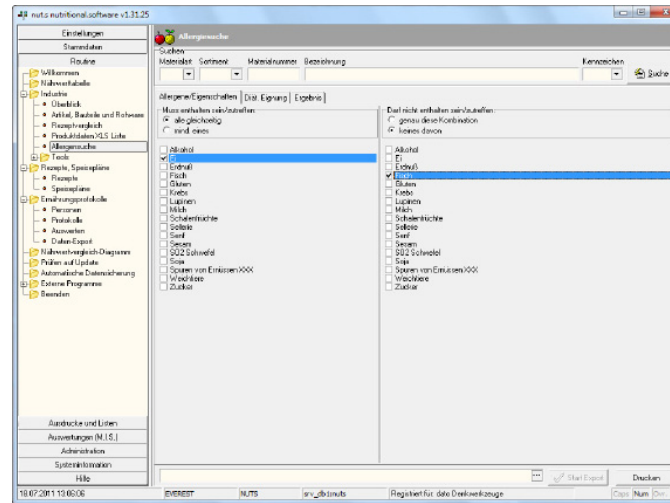 nut.s nutritional.software v1.31.25
Einstellungen
Stammdaten
Routine
Willkommen
Nährwerttabelle
Industrie
Überblick
Artikel, Bauteile und Rohware
Rezeptvergleich
Produktdaten XLS Liste
Allergensuche
Tools
Rezepte, Speisepläne
Rezepte
Speisepläne
Ernährungsprotokolle
Personen
Protokolle
Auswerten
Daten-Export
Nährwertvergleich-Diagramm
Prüfen auf Update
Automatische Datensicherung
Externe Programme
Beenden
Ausdrucke und Listen
Auswertungen (M.I.S.)
Administration
Systeminformation
Hilfe
Allergensuche
Suchen
Materialart Sortiment Materialnummer Bezeichnung Kennzeichen
Suche
Allergene/Eigenschaften Diät. Eignung Ergebnis
Muss enthalten sein/zutreffen:
alle gleichzeitig
mind. eines
Alkohol
Ei
Erdnuß
Fisch
Gluten
Krebs
Lupinen
Milch
Schalenfrüchte
Sellerie
Senf
Sesam
SO2 Schwefel
Soja
Spuren von Ernüssen XXX
Weichtiere
Zucker
Darf nicht enthalten sein/zutreffen:
genau diese Kombination
keines davon
Alkohol
Ei
Erdnuß
Fisch
Gluten
Krebs
Lupinen
Milch
Schalenfrüchte
Sellerie
Senf
Sesam
SO2 Schwefel
Soja
Spuren von Ernüssen XXX
Weichtiere
Zucker
Start Export Drucken
18.07.2011 13:06:06 EVEREST NUTS srv_db\nuts Registriert für: dato Denkwerkzeuge Caps Num